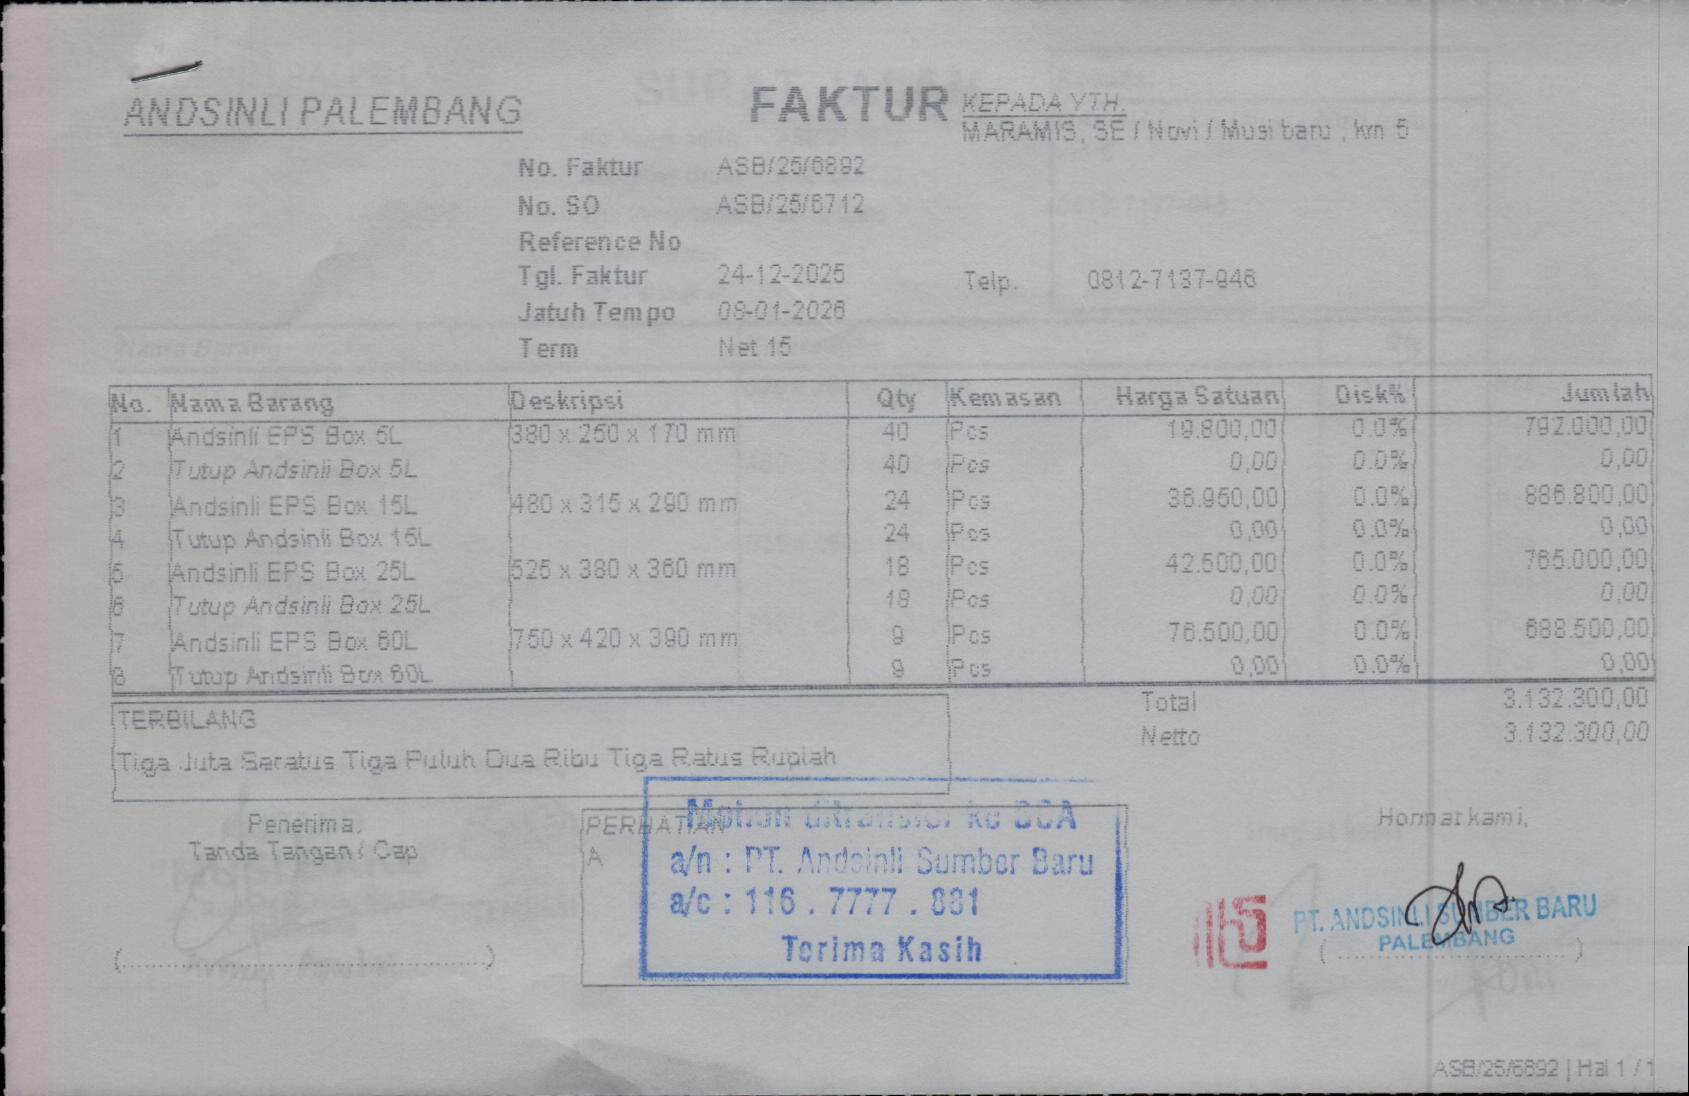 ANDSINLI PALEMBANG
FAKTUR
KEPADA YTH.
MARAMIS, SE / Novi / Musi baru , km 5
No. Faktur ASB/25/6892
No. SO ASB/25/6712
Reference No
Tgl. Faktur 24-12-2025
Telp. 0812-7137-946
Jatuh Tempo 08-01-2026
Term Net 15
No. Nama Barang Deskripsi Qty Kemasan Harga Satuan Disk% Jumlah
1 Andsinli EPS Box 5L 380 x 250 x 170 mm 40 Pcs 19.800,00 0.0% 792.000,00
2 Tutup Andsinli Box 5L 40 Pcs 0,00 0.0% 0,00
3 Andsinli EPS Box 15L 480 x 315 x 290 mm 24 Pcs 36.950,00 0.0% 886.800,00
4 Tutup Andsinli Box 15L 24 Pcs 0,00 0.0% 0,00
5 Andsinli EPS Box 25L 525 x 380 x 360 mm 18 Pcs 42.500,00 0.0% 765.000,00
6 Tutup Andsinli Box 25L 18 Pcs 0,00 0.0% 0,00
7 Andsinli EPS Box 60L 750 x 420 x 390 mm 9 Pcs 76.500,00 0.0% 688.500,00
8 Tutup Andsinli Box 60L 9 Pcs 0,00 0.0% 0,00
Total 3.132.300,00
Netto 3.132.300,00
TERBILANG
Tiga Juta Seratus Tiga Puluh Dua Ribu Tiga Ratus Rupiah
Penerima,
Tanda Tangan / Cap
PERHATIAN
A
Mohon ditransfer ke BCA
a/n : PT. Andsinli Sumber Baru
a/c : 116 . 7777 . 881
Terima Kasih
Hormat kami,
PT. ANDSINLI SUMBER BARU
PALEMBANG
ASB/25/6892 | Hal 1 / 1